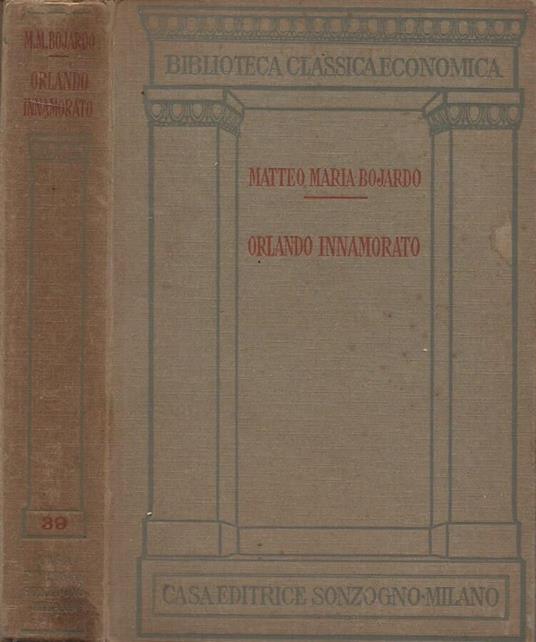 M.M.BOJARDO
ORLANDO
INNAMORATO
39
BIBLIOTECA CLASSICA ECONOMICA
MATTEO MARIA BOJARDO
ORLANDO INNAMORATO
CASA EDITRICE SONZOGNO-MILANO